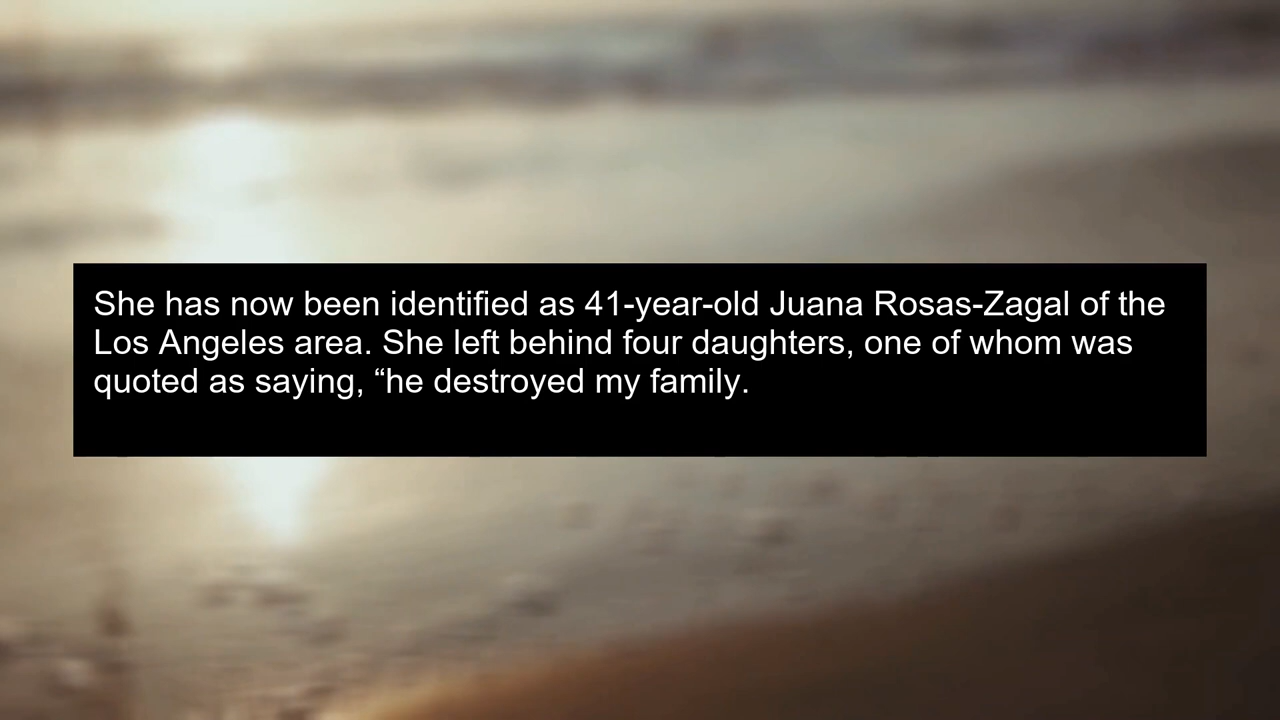 She has now been identified as 41-year-old Juana Rosas-Zagal of the
Los Angeles area. She left behind four daughters, one of whom was
quoted as saying, “he destroyed my family.